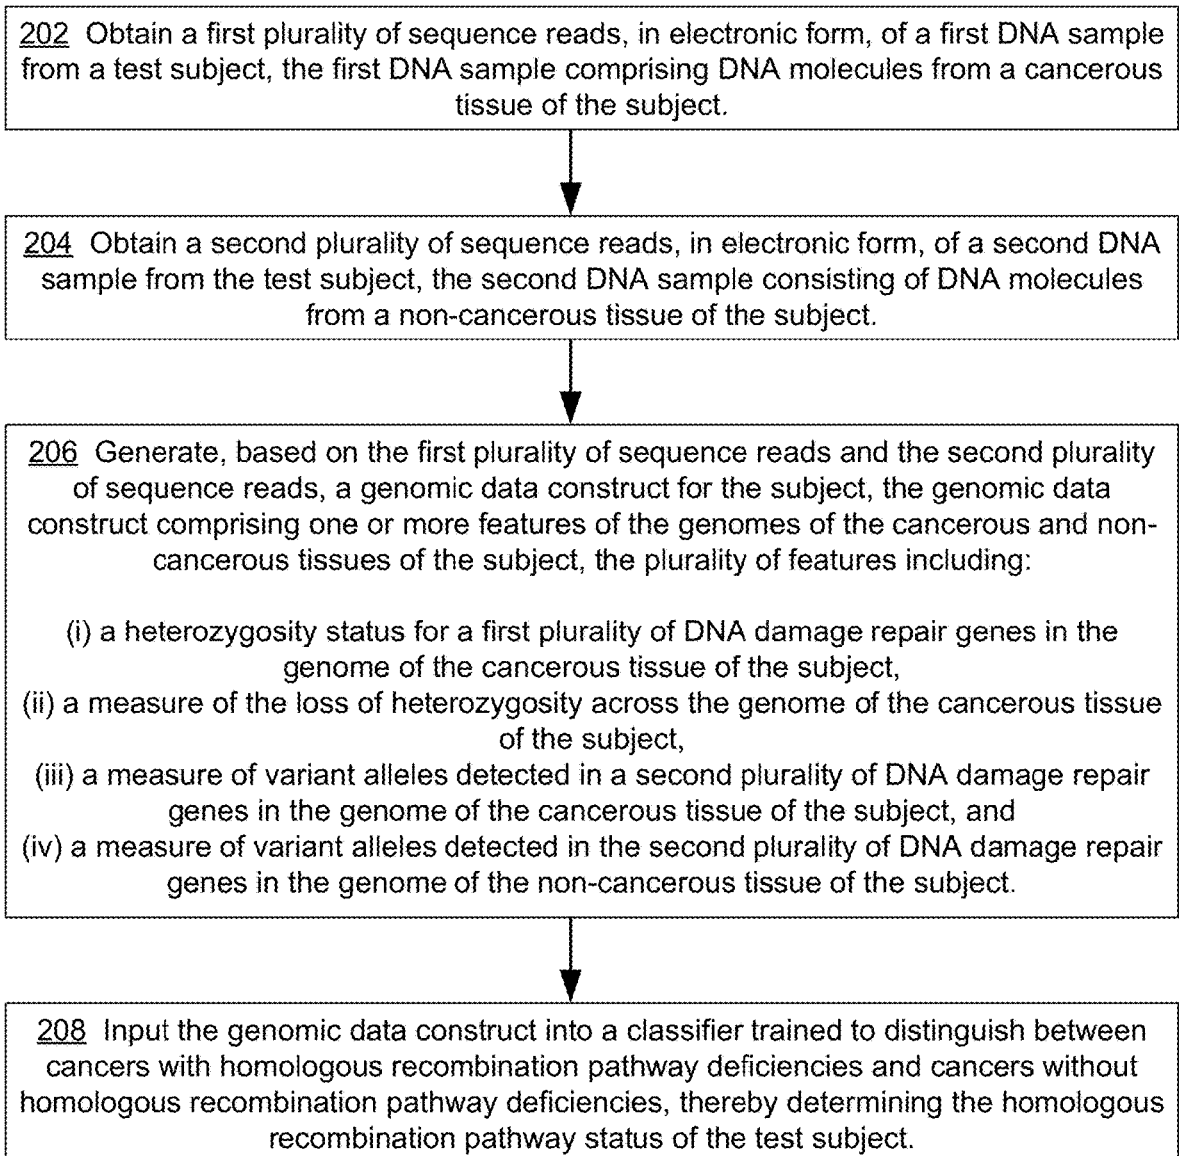 202 Obtain a first plurality of sequence reads, in electronic form, of a first DNA sample
from a test subject, the first DNA sample comprising DNA molecules from a cancerous
tissue of the subject.
204 Obtain a second plurality of sequence reads, in electronic form, of a second DNA
sample from the test subject, the second DNA sample consisting of DNA molecules
from a non-cancerous tissue of the subject.
206 Generate, based on the first plurality of sequence reads and the second plurality
of sequence reads, a genomic data construct for the subject, the genomic data
construct comprising one or more features of the genomes of the cancerous and non-
cancerous tissues of the subject, the plurality of features including:
(i) a heterozygosity status for a first plurality of DNA damage repair genes in the
genome of the cancerous tissue of the subject,
(ii) a measure of the loss of heterozygosity across the genome of the cancerous tissue
of the subject,
(iii) a measure of variant alleles detected in a second plurality of DNA damage repair
genes in the genome of the cancerous tissue of the subject, and
(iv) a measure of variant alleles detected in the second plurality of DNA damage repair
genes in the genome of the non-cancerous tissue of the subject.
208 Input the genomic data construct into a classifier trained to distinguish between
cancers with homologous recombination pathway deficiencies and cancers without
homologous recombination pathway deficiencies, thereby determining the homologous
recombination pathway status of the test subject.